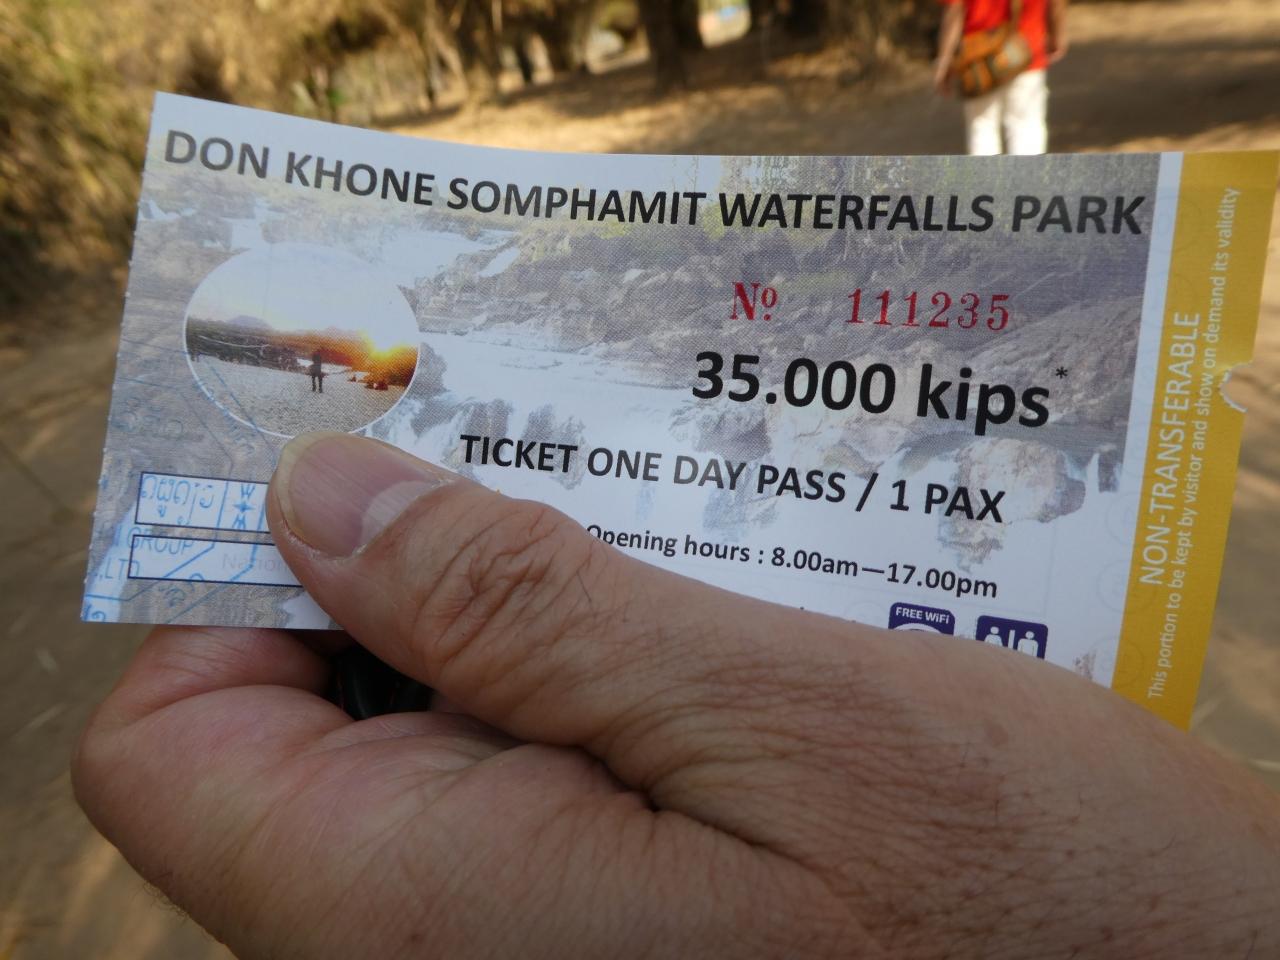 DON KHONE SOMPHAMIT WATERFALLS PARK
Nº 111235
35.000 kips*
TICKET ONE DAY PASS / 1 PAX
Opening hours : 8.00am—17.00pm
FREE WiFi
GROUP
,LTD
NON-TRANSFERABLE
This portion to be kept by visitor and show on demand its validity